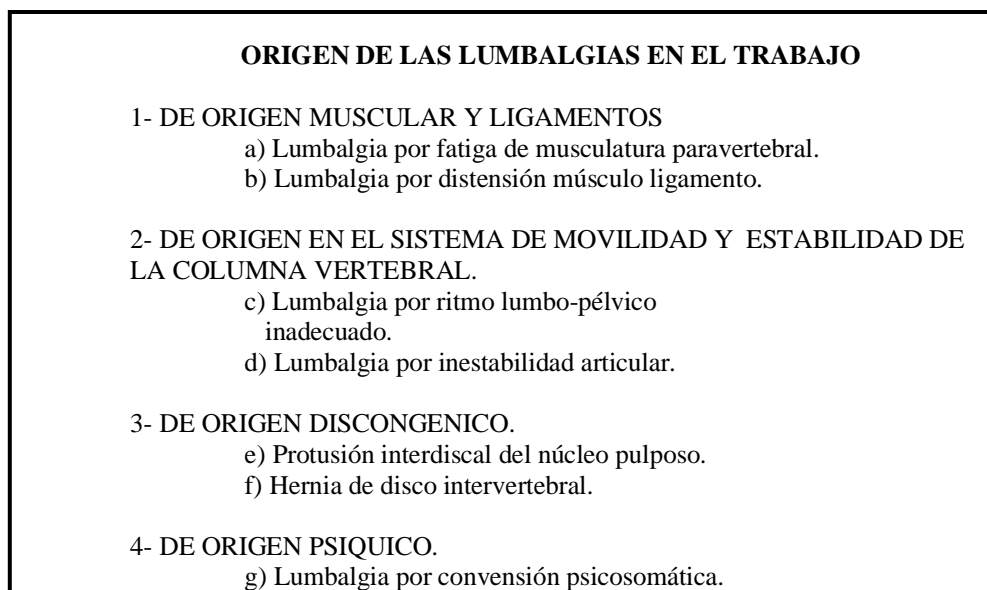 ORIGEN DE LAS LUMBALGIAS EN EL TRABAJO
1- DE ORIGEN MUSCULAR Y LIGAMENTOS
a) Lumbalgia por fatiga de musculatura paravertebral.
b) Lumbalgia por distensión músculo ligamento.
2- DE ORIGEN EN EL SISTEMA DE MOVILIDAD Y ESTABILIDAD DE
LA COLUMNA VERTEBRAL.
c) Lumbalgia por ritmo lumbo-pélvico
inadecuado.
d) Lumbalgia por inestabilidad articular.
3- DE ORIGEN DISCONGENICO.
e) Protusión interdiscal del núcleo pulposo.
f) Hernia de disco intervertebral.
4- DE ORIGEN PSIQUICO.
g) Lumbalgia por convensión psicosomática.